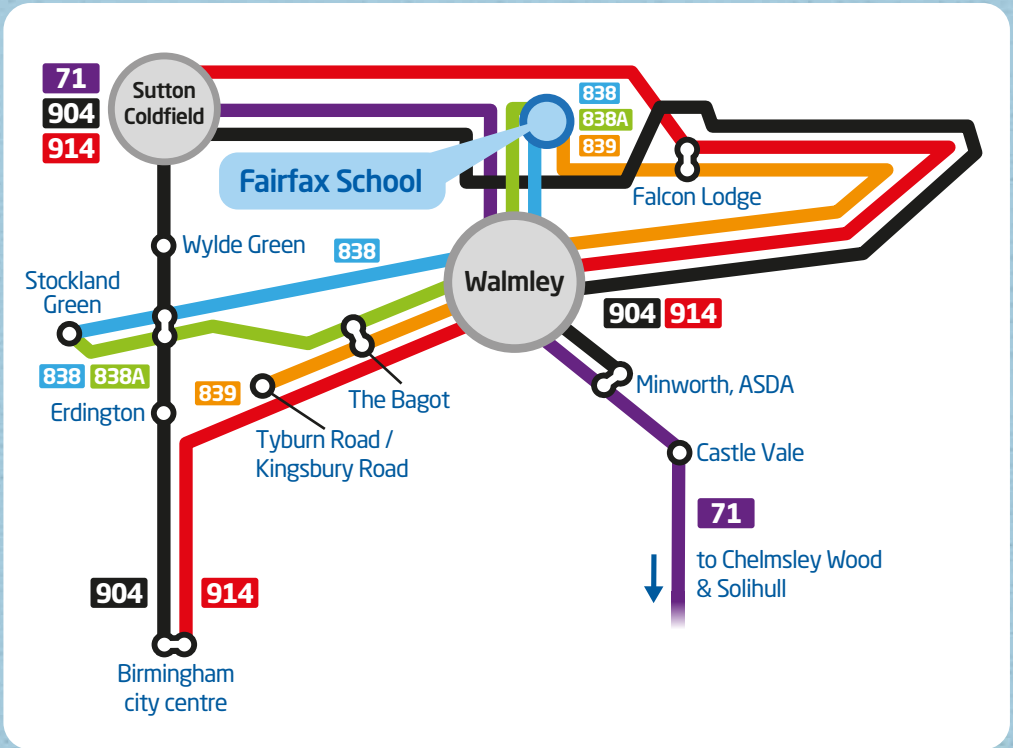 71
904
914
Sutton
Coldfield
838
838A
839
Fairfax School
Falcon Lodge
Wylde Green
838
Stockland
Green
Walmley
904 914
838 838A
839
The Bagot
Minworth, ASDA
Erdington
Tyburn Road /
Kingsbury Road
Castle Vale
71
to Chelmsley Wood
& Solihull
904
914
Birmingham
city centre